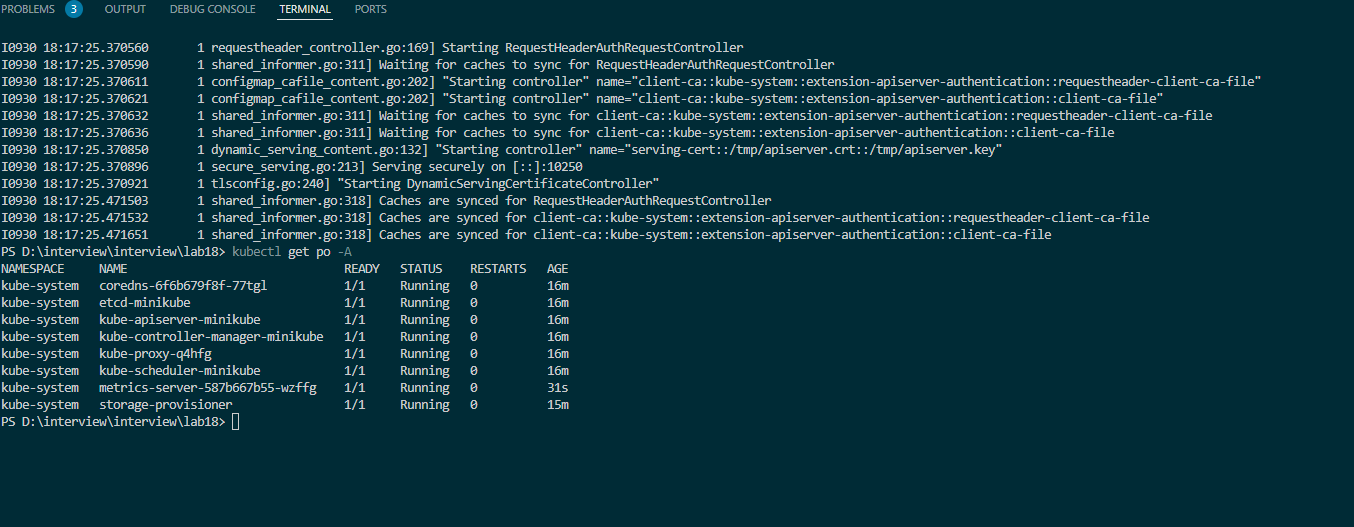 PROBLEMS 3 OUTPUT DEBUG CONSOLE TERMINAL PORTS
I0930 18:17:25.370560 1 requestheader_controller.go:169] Starting RequestHeaderAuthRequestController
I0930 18:17:25.370590 1 shared_informer.go:311] Waiting for caches to sync for RequestHeaderAuthRequestController
I0930 18:17:25.370611 1 configmap_cafile_content.go:202] "Starting controller" name="client-ca::kube-system::extension-apiserver-authentication::requestheader-client-ca-file"
I0930 18:17:25.370621 1 configmap_cafile_content.go:202] "Starting controller" name="client-ca::kube-system::extension-apiserver-authentication::client-ca-file"
I0930 18:17:25.370632 1 shared_informer.go:311] Waiting for caches to sync for client-ca::kube-system::extension-apiserver-authentication::requestheader-client-ca-file
I0930 18:17:25.370636 1 shared_informer.go:311] Waiting for caches to sync for client-ca::kube-system::extension-apiserver-authentication::client-ca-file
I0930 18:17:25.370850 1 dynamic_serving_content.go:132] "Starting controller" name="serving-cert::/tmp/apiserver.crt::/tmp/apiserver.key"
I0930 18:17:25.370896 1 secure_serving.go:213] Serving securely on [::]:10250
I0930 18:17:25.370921 1 tlsconfig.go:240] "Starting DynamicServingCertificateController"
I0930 18:17:25.471503 1 shared_informer.go:318] Caches are synced for RequestHeaderAuthRequestController
I0930 18:17:25.471532 1 shared_informer.go:318] Caches are synced for client-ca::kube-system::extension-apiserver-authentication::requestheader-client-ca-file
I0930 18:17:25.471651 1 shared_informer.go:318] Caches are synced for client-ca::kube-system::extension-apiserver-authentication::client-ca-file
PS D:\interview\interview\lab18> kubectl get po -A
NAMESPACE NAME READY STATUS RESTARTS AGE
kube-system coredns-6f6b679f8f-77tgl 1/1 Running 0 16m
kube-system etcd-minikube 1/1 Running 0 16m
kube-system kube-apiserver-minikube 1/1 Running 0 16m
kube-system kube-controller-manager-minikube 1/1 Running 0 16m
kube-system kube-proxy-q4hfg 1/1 Running 0 16m
kube-system kube-scheduler-minikube 1/1 Running 0 16m
kube-system metrics-server-587b667b55-wzffg 1/1 Running 0 31s
kube-system storage-provisioner 1/1 Running 0 15m
PS D:\interview\interview\lab18>